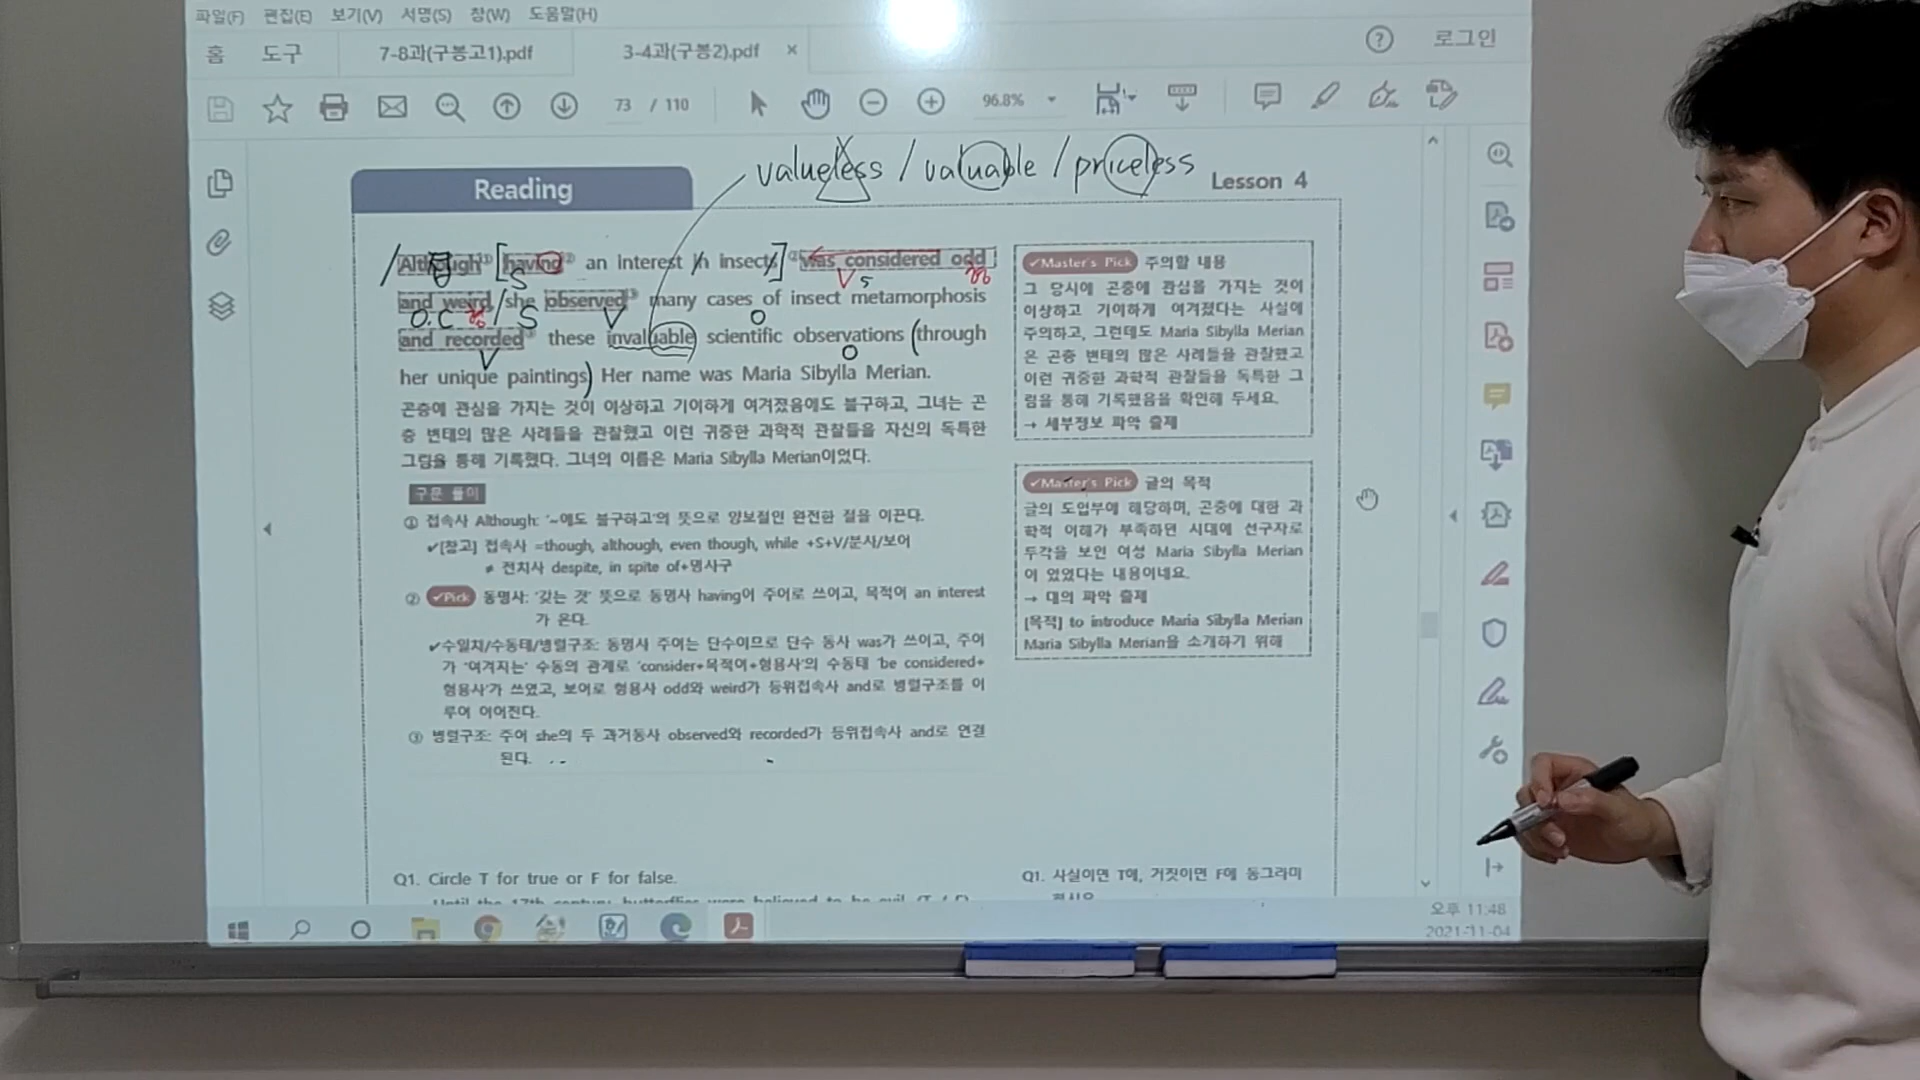 파일(F) 편집(E) 보기(V) 서명(S) 창(W) 도움말(H)
홈 도구 7-8과(구봉고1).pdf 3-4과(구봉2).pdf × ? 로그인
73 / 110 96.8%
valueless / valuable / priceless
Reading
Lesson 4
Although① [having② an interest in insects] ②was considered odd
S V 5
and weird, / she observed③ many cases of insect metamorphosis
O.C S V O
and recorded③ these invaluable scientific observations (through
V O
her unique paintings) Her name was Maria Sibylla Merian.
곤충에 관심을 가지는 것이 이상하고 기이하게 여겨졌음에도 불구하고, 그녀는 곤
충 변태의 많은 사례들을 관찰했고 이런 귀중한 과학적 관찰들을 자신의 독특한
그림을 통해 기록했다. 그녀의 이름은 Maria Sibylla Merian이었다.
구문 풀이
① 접속사 Although: '~에도 불구하고'의 뜻으로 양보절인 완전한 절을 이끈다.
✓[참고] 접속사 =though, although, even though, while +S+V/분사/보어
≠ 전치사 despite, in spite of+명사구
② ✓Pick 동명사: '갖는 것' 뜻으로 동명사 having이 주어로 쓰이고, 목적어 an interest
가 온다.
✓수일치/수동태/병렬구조: 동명사 주어는 단수이므로 단수 동사 was가 쓰이고, 주어
가 '여겨지는' 수동의 관계로 'consider+목적어+형용사'의 수동태 'be considered+
형용사'가 쓰였고, 보어로 형용사 odd와 weird가 등위접속사 and로 병렬구조를 이
루어 이어진다.
③ 병렬구조: 주어 she의 두 과거동사 observed와 recorded가 등위접속사 and로 연결
된다.
✓Master's Pick 주의할 내용
그 당시에 곤충에 관심을 가지는 것이
이상하고 기이하게 여겨졌다는 사실에
주의하고, 그런데도 Maria Sibylla Merian
은 곤충 변태의 많은 사례들을 관찰했고
이런 귀중한 과학적 관찰들을 독특한 그
림을 통해 기록했음을 확인해 두세요.
→ 세부정보 파악 출제
✓Master's Pick 글의 목적
글의 도입부에 해당하며, 곤충에 대한 과
학적 이해가 부족하던 시대에 선구자로
두각을 보인 여성 Maria Sibylla Merian
이 있었다는 내용이네요.
→ 대의 파악 출제
[목적] to introduce Maria Sibylla Merian
Maria Sibylla Merian을 소개하기 위해
Q1. Circle T for true or F for false.
Until the 17th century, butterflies were believed to be evil. (T / F)
Q1. 사실이면 T에, 거짓이면 F에 동그라미
오후 11:48
2021-11-04